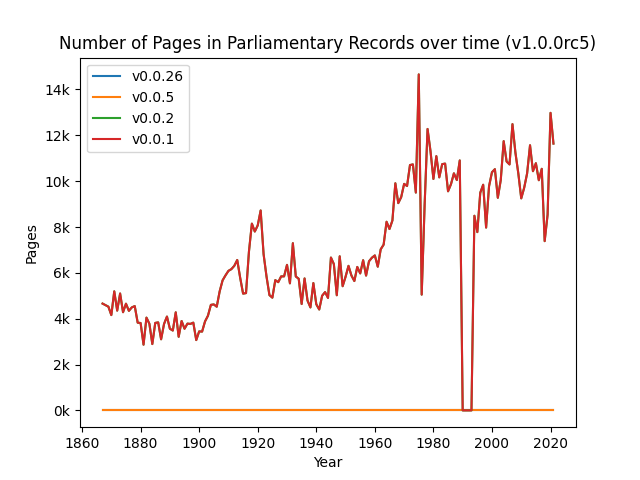 Number of Pages in Parliamentary Records over time (v1.0.0rc5)
v0.0.26
v0.0.5
v0.0.2
v0.0.1
14k
12k
10k
8k
6k
4k
2k
0k
Pages
1860 1880 1900 1920 1940 1960 1980 2000 2020
Year